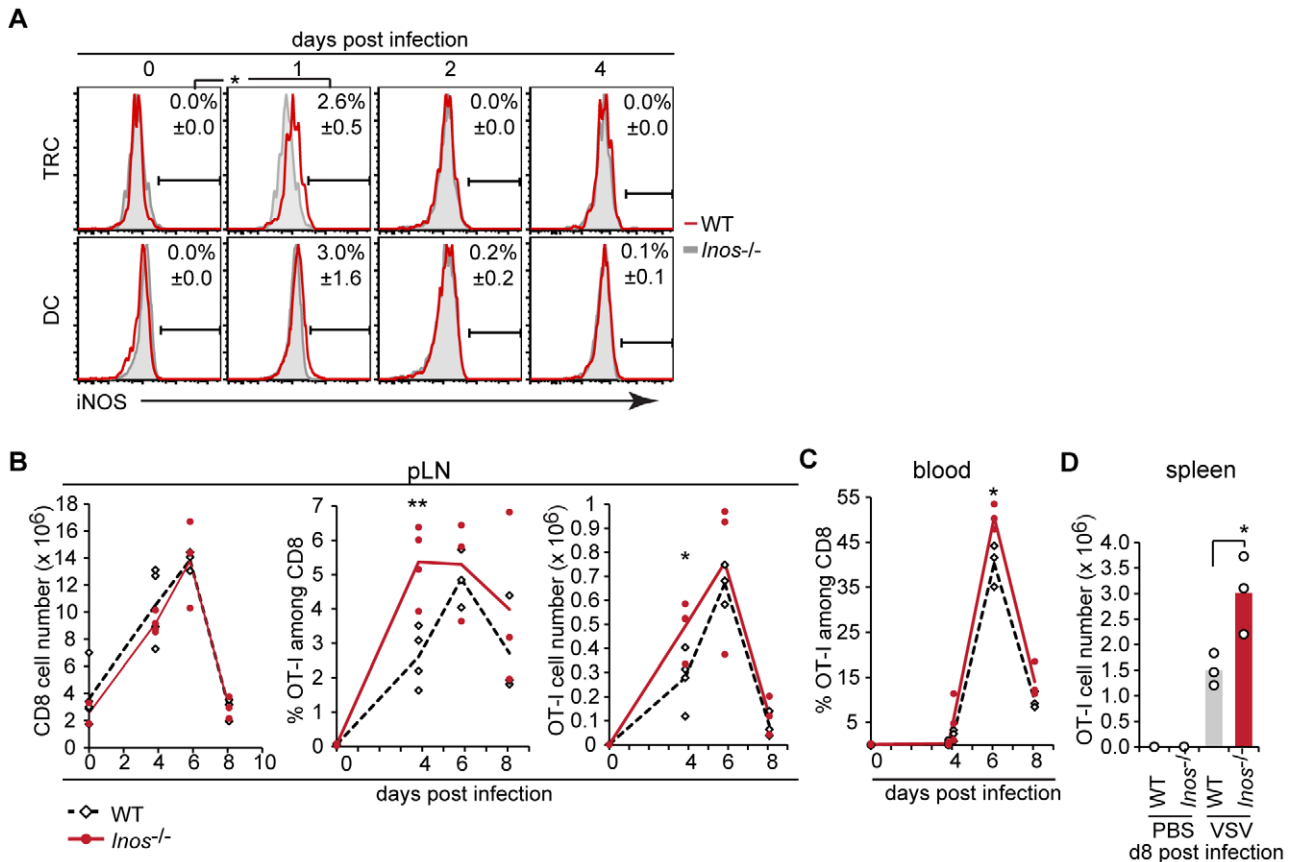 A
days post infection
0 * 1 2 4
TRC
0.0%
±0.0
2.6%
±0.5
0.0%
±0.0
0.0%
±0.0
WT
Inos-/-
DC
0.0%
±0.0
3.0%
±1.6
0.2%
±0.2
0.1%
±0.1
iNOS
B
pLN
CD8 cell number (x 10⁶)
18
16
14
12
10
8
6
4
2
0
0 2 4 6 8 10
% OT-I among CD8
7
6
5
4
3
2
1
0
**
0 2 4 6 8
OT-I cell number (x 10⁶)
1
0.9
0.8
0.7
0.6
0.5
0.4
0.3
0.2
0.1
0
*
0 2 4 6 8
days post infection
WT
Inos⁻/⁻
C
blood
% OT-I among CD8
55
45
35
25
15
5
*
0 2 4 6 8
days post infection
D
spleen
OT-I cell number (x 10⁶)
4.0
3.5
3.0
2.5
2.0
1.5
1.0
0.5
0.0
*
WT
Inos⁻/⁻
WT
Inos⁻/⁻
PBS VSV
d8 post infection